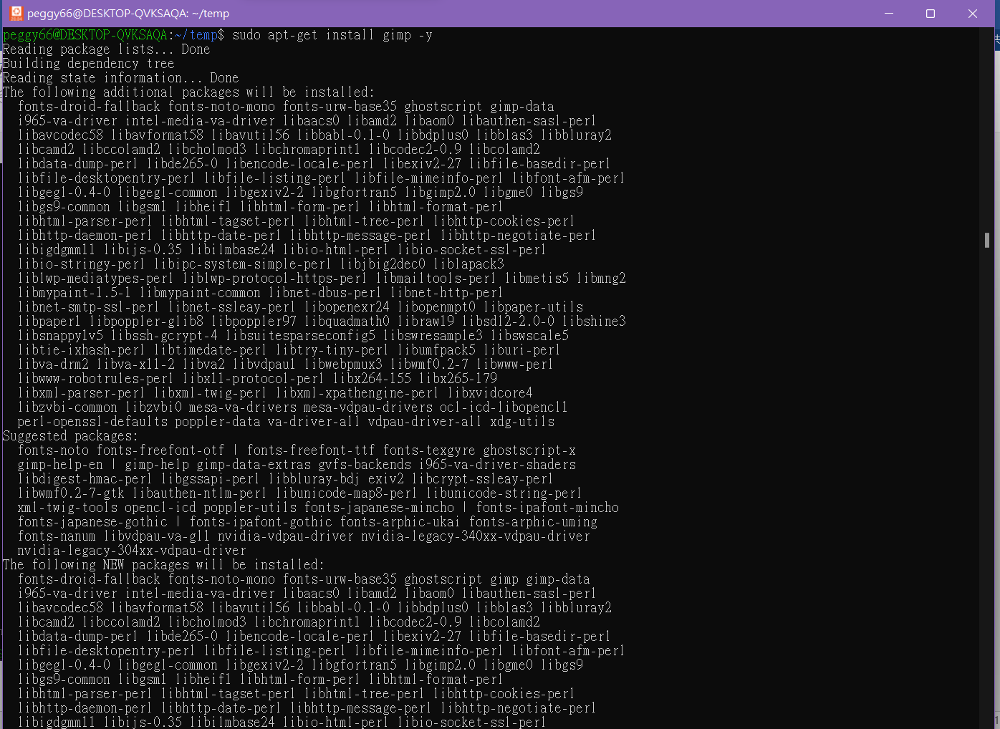 peggy66@DESKTOP-QVKSAQA: ~/temp
peggy66@DESKTOP-QVKSAQA:~/temp$ sudo apt-get install gimp -y
Reading package lists... Done
Building dependency tree
Reading state information... Done
The following additional packages will be installed:
  fonts-droid-fallback fonts-noto-mono fonts-urw-base35 ghostscript gimp-data
  i965-va-driver intel-media-va-driver libaacs0 libamd2 libaom0 libauthen-sasl-perl
  libavcodec58 libavformat58 libavutil56 libbabl-0.1-0 libbdplus0 libblas3 libbluray2
  libcamd2 libccolamd2 libcholmod3 libchromaprint1 libcodec2-0.9 libcolamd2
  libdata-dump-perl libde265-0 libencode-locale-perl libexiv2-27 libfile-basedir-perl
  libfile-desktopentry-perl libfile-listing-perl libfile-mimeinfo-perl libfont-afm-perl
  libgegl-0.4-0 libgegl-common libgexiv2-2 libgfortran5 libgimp2.0 libgme0 libgs9
  libgs9-common libgsm1 libheif1 libhtml-form-perl libhtml-format-perl
  libhtml-parser-perl libhtml-tagset-perl libhtml-tree-perl libhttp-cookies-perl
  libhttp-daemon-perl libhttp-date-perl libhttp-message-perl libhttp-negotiate-perl
  libigdgmm11 libijs-0.35 libilmbase24 libio-html-perl libio-socket-ssl-perl
  libio-stringy-perl libipc-system-simple-perl libjbig2dec0 liblapack3
  liblwp-mediatypes-perl liblwp-protocol-https-perl libmailtools-perl libmetis5 libmng2
  libmypaint-1.5-1 libmypaint-common libnet-dbus-perl libnet-http-perl
  libnet-smtp-ssl-perl libnet-ssleay-perl libopenexr24 libopenmpt0 libpaper-utils
  libpaper1 libpoppler-glib8 libpoppler97 libquadmath0 libraw19 libsdl2-2.0-0 libshine3
  libsnappy1v5 libssh-gcrypt-4 libsuitesparseconfig5 libswresample3 libswscale5
  libtie-ixhash-perl libtimedate-perl libtry-tiny-perl libumfpack5 liburi-perl
  libva-drm2 libva-x11-2 libva2 libvdpau1 libwebpmux3 libwmf0.2-7 libwww-perl
  libwww-robotrules-perl libx11-protocol-perl libx264-155 libx265-179
  libxml-parser-perl libxml-twig-perl libxml-xpathengine-perl libxvidcore4
  libzvbi-common libzvbi0 mesa-va-drivers mesa-vdpau-drivers ocl-icd-libopencl1
  perl-openssl-defaults poppler-data va-driver-all vdpau-driver-all xdg-utils
Suggested packages:
  fonts-noto fonts-freefont-otf | fonts-freefont-ttf fonts-texgyre ghostscript-x
  gimp-help-en | gimp-help gimp-data-extras gvfs-backends i965-va-driver-shaders
  libdigest-hmac-perl libgssapi-perl libbluray-bdj exiv2 libcrypt-ssleay-perl
  libwmf0.2-7-gtk libauthen-ntlm-perl libunicode-map8-perl libunicode-string-perl
  xml-twig-tools opencl-icd poppler-utils fonts-japanese-mincho | fonts-ipafont-mincho
  fonts-japanese-gothic | fonts-ipafont-gothic fonts-arphic-ukai fonts-arphic-uming
  fonts-nanum libvdpau-va-gl1 nvidia-vdpau-driver nvidia-legacy-340xx-vdpau-driver
  nvidia-legacy-304xx-vdpau-driver
The following NEW packages will be installed:
  fonts-droid-fallback fonts-noto-mono fonts-urw-base35 ghostscript gimp gimp-data
  i965-va-driver intel-media-va-driver libaacs0 libamd2 libaom0 libauthen-sasl-perl
  libavcodec58 libavformat58 libavutil56 libbabl-0.1-0 libbdplus0 libblas3 libbluray2
  libcamd2 libccolamd2 libcholmod3 libchromaprint1 libcodec2-0.9 libcolamd2
  libdata-dump-perl libde265-0 libencode-locale-perl libexiv2-27 libfile-basedir-perl
  libfile-desktopentry-perl libfile-listing-perl libfile-mimeinfo-perl libfont-afm-perl
  libgegl-0.4-0 libgegl-common libgexiv2-2 libgfortran5 libgimp2.0 libgme0 libgs9
  libgs9-common libgsm1 libheif1 libhtml-form-perl libhtml-format-perl
  libhtml-parser-perl libhtml-tagset-perl libhtml-tree-perl libhttp-cookies-perl
  libhttp-daemon-perl libhttp-date-perl libhttp-message-perl libhttp-negotiate-perl
  libigdgmm11 libijs-0.35 libilmbase24 libio-html-perl libio-socket-ssl-perl